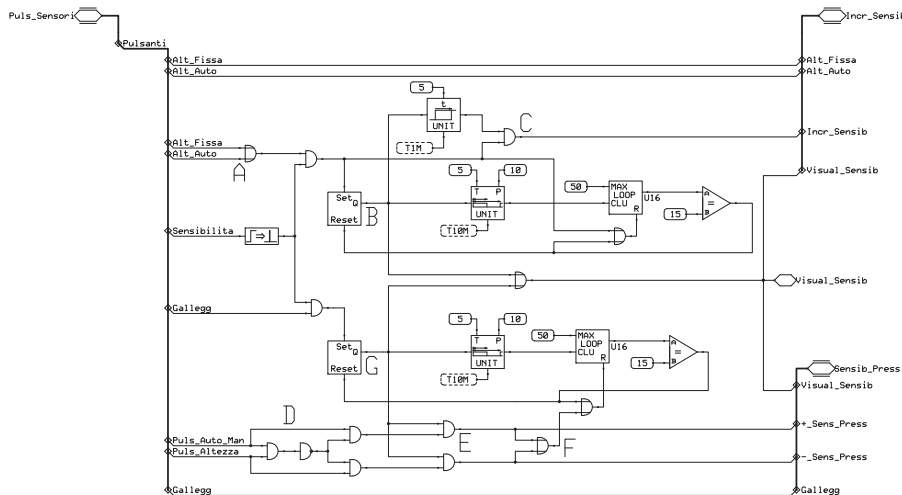 Puls_Sensori
Incr_Sensib
Pulsanti
Alt_Fissa
Alt_Fissa
Alt_Auto
Alt_Auto
5
t
UNIT
C
T1M
Incr_Sensib
Alt_Fissa
Alt_Auto
A
5
10
T
P
UNIT
T10M
50
MAX
LOOP
CLU
R
U16
A
=
B
15
Visual_Sensib
Set
Q
Reset
B
Sensibilita
Visual_Sensib
Gallegg
5
10
T
P
UNIT
T10M
50
MAX
LOOP
CLU
R
U16
A
=
B
15
Set
Q
Reset
G
Sensib_Press
Visual_Sensib
D
Puls_Auto_Man
Puls_Altezza
E
F
+_Sens_Press
-_Sens_Press
Gallegg
Gallegg